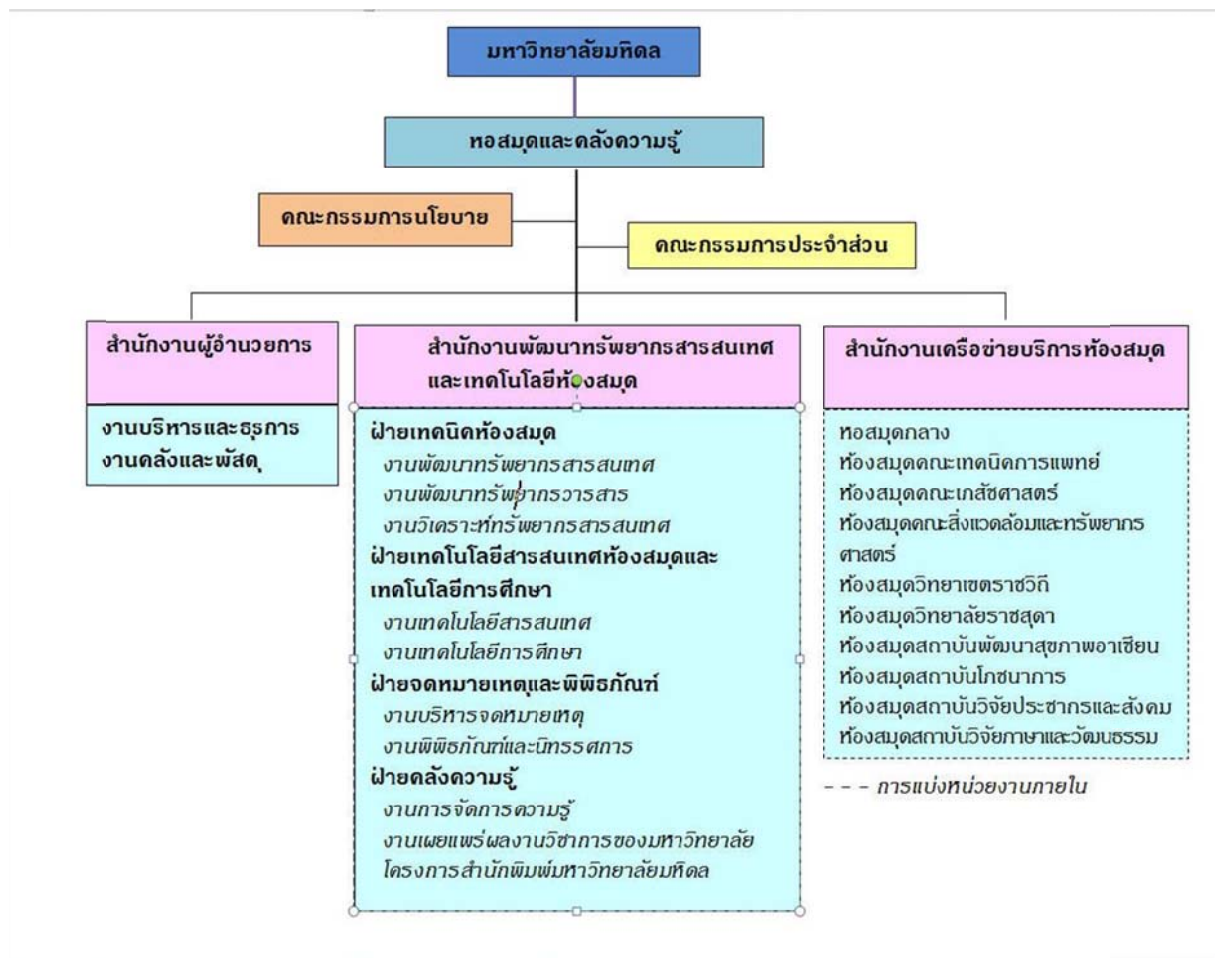 มหาวิทยาลัยมหิดล
หอสมุดและคลังความรู้
คณะกรรมการนโยบาย
คณะกรรมการประจำส่วน
สำนักงานผู้อำนวยการ
งานบริหารและธุรการ
งานคลังและพัสดุ
สำนักงานพัฒนาทรัพยากรสารสนเทศ
และเทคโนโลยีห้องสมุด
ฝ่ายเทคนิคห้องสมุด
งานพัฒนาทรัพยากรสารสนเทศ
งานพัฒนาทรัพยากรวารสาร
งานวิเคราะห์ทรัพยากรสารสนเทศ
ฝ่ายเทคโนโลยีสารสนเทศห้องสมุดและ
เทคโนโลยีการศึกษา
งานเทคโนโลยีสารสนเทศ
งานเทคโนโลยีการศึกษา
ฝ่ายจดหมายเหตุและพิพิธภัณฑ์
งานบริหารจดหมายเหตุ
งานพิพิธภัณฑ์และนิทรรศการ
ฝ่ายคลังความรู้
งานการจัดการความรู้
งานเผยแพร่ผลงานวิชาการของมหาวิทยาลัย
โครงการสำนักพิมพ์มหาวิทยาลัยมหิดล
สำนักงานเครือข่ายบริการห้องสมุด
หอสมุดกลาง
ห้องสมุดคณะเทคนิคการแพทย์
ห้องสมุดคณะเภสัชศาสตร์
ห้องสมุดคณะสิ่งแวดล้อมและทรัพยากร
ศาสตร์
ห้องสมุดวิทยาเขตราชวิถี
ห้องสมุดวิทยาลัยราชสุดา
ห้องสมุดสถาบันพัฒนาสุขภาพอาเซียน
ห้องสมุดสถาบันโภชนาการ
ห้องสมุดสถาบันวิจัยประชากรและสังคม
ห้องสมุดสถาบันวิจัยภาษาและวัฒนธรรม
- - - การแบ่งหน่วยงานภายใน